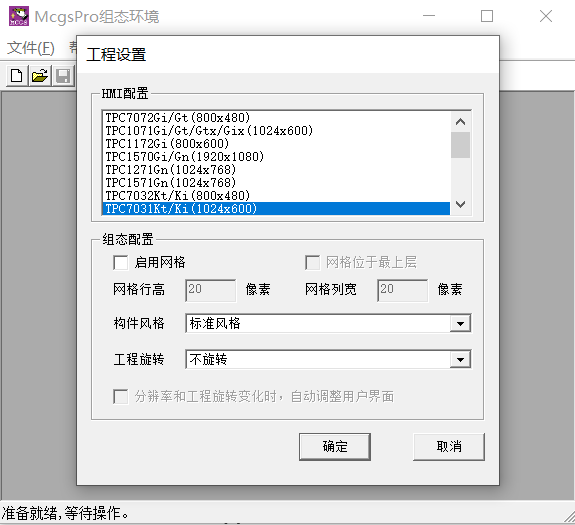 McgsPro组态环境
文件(F)
工程设置
HMI配置
TPC7072Gi/Gt(800x480)
TPC1071Gi/Gt/Gtx/Gix(1024x600)
TPC1172Gi(800x600)
TPC1570Gi/Gn(1920x1080)
TPC1271Gn(1024x768)
TPC1571Gn(1024x768)
TPC7032Kt/Ki(800x480)
TPC7031Kt/Ki(1024x600)
组态配置
启用网格 网格位于最上层
网格行高 20 像素 网格列宽 20 像素
构件风格 标准风格
工程旋转 不旋转
分辨率和工程旋转变化时，自动调整用户界面
确定 取消
准备就绪,等待操作。